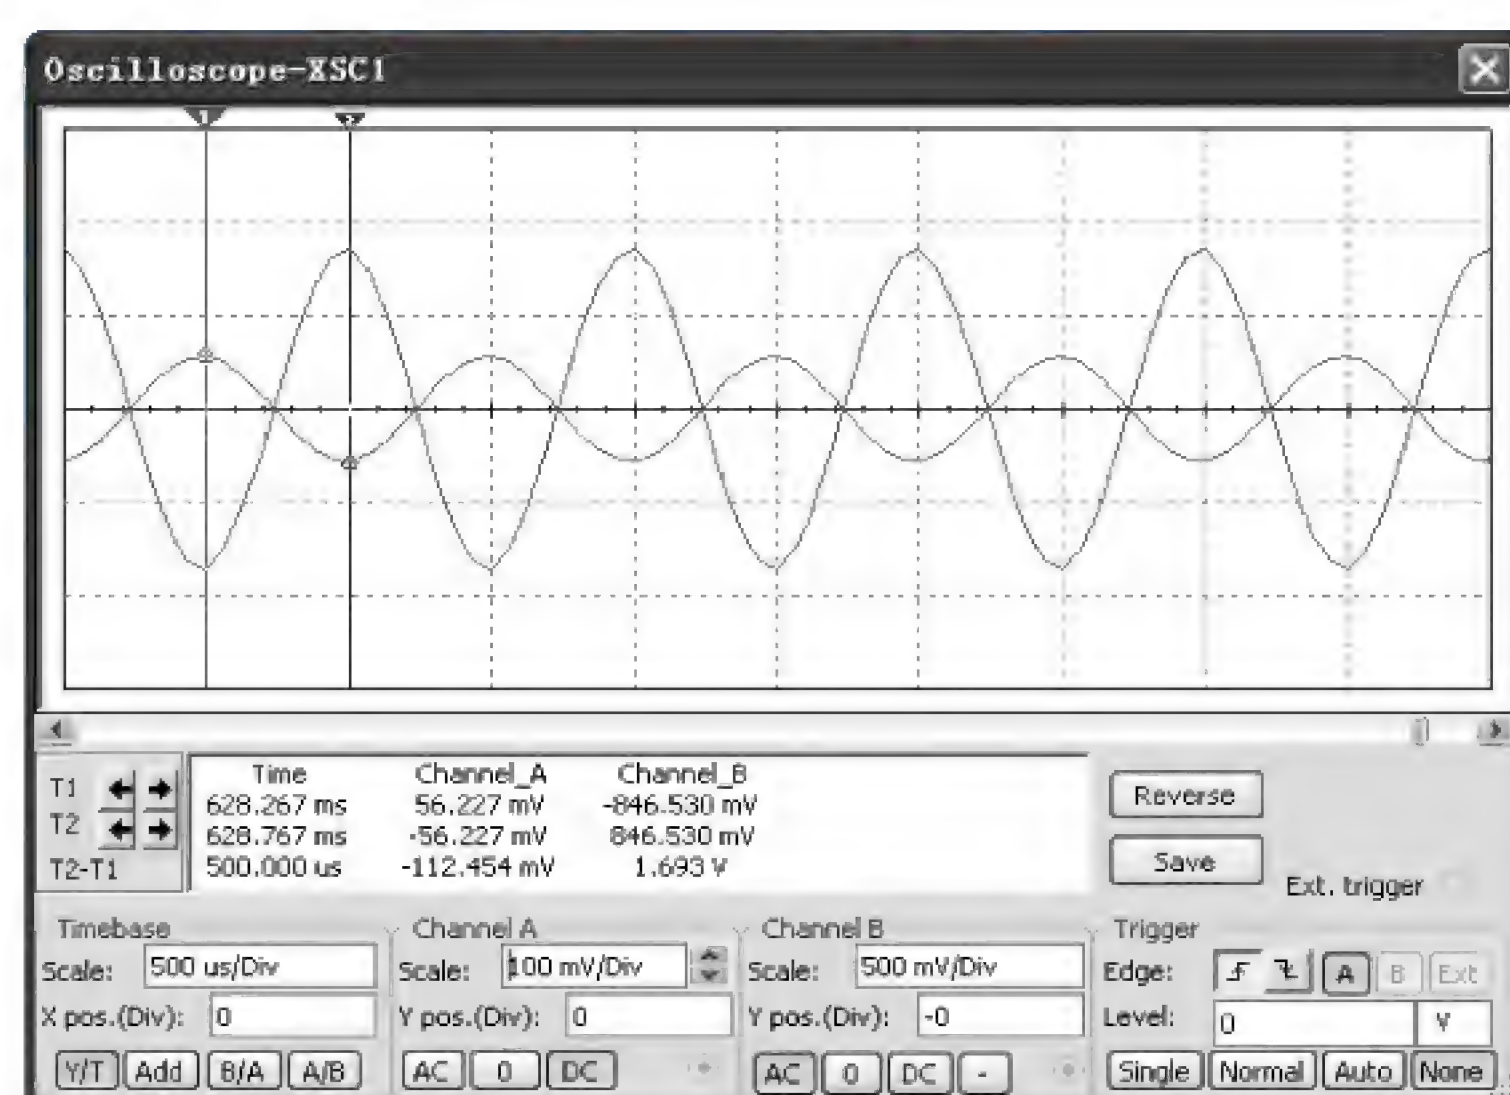 Oscilloscope-XSC1
1 2
Time Channel_A Channel_B
T1 628.267 ms 56.227 mV -846.530 mV
T2 628.767 ms -56.227 mV 846.530 mV
T2-T1 500.000 us -112.454 mV 1.693 V
Reverse
Save
Ext. trigger
Timebase Channel A Channel B Trigger
Scale: 500 us/Div Scale: 100 mV/Div Scale: 500 mV/Div Edge: A B Ext
X pos.(Div): 0 Y pos.(Div): 0 Y pos.(Div): -0 Level: 0 V
Y/T Add B/A A/B AC 0 DC AC 0 DC - Single Normal Auto None